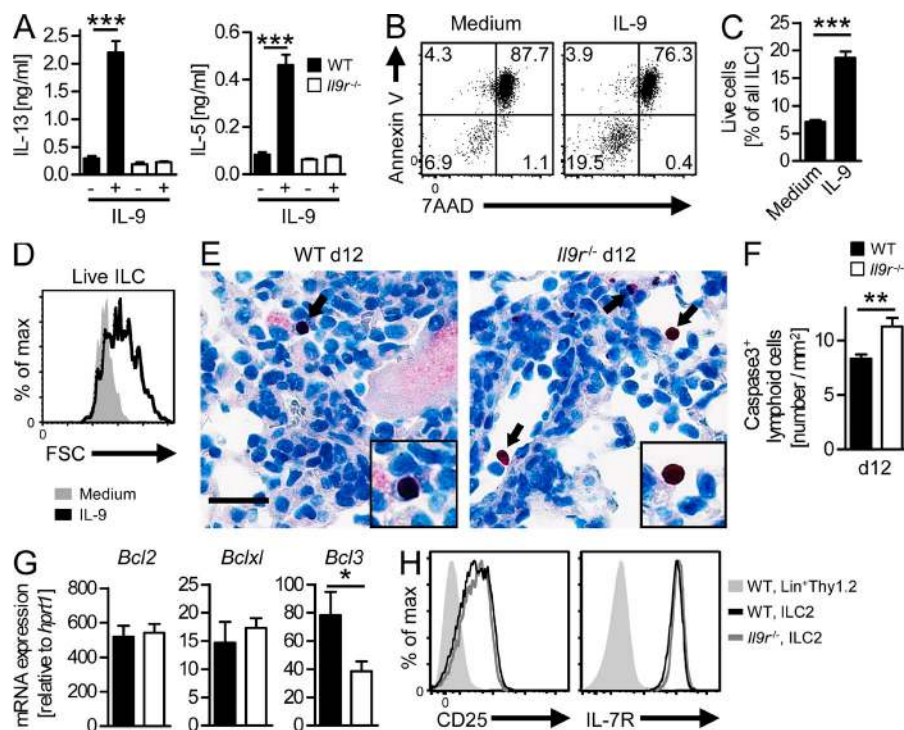 A
***
IL-13 [ng/ml]
2.5
2.0
1.5
1.0
0.5
0.0
- + - +
IL-9
***
IL-5 [ng/ml]
0.6
0.4
0.2
0.0
- + - +
IL-9
WT
Il9r-/-
B
Medium
IL-9
4.3 87.7
6.9 1.1
3.9 76.3
19.5 0.4
Annexin V
0
0
7AAD
C
***
Live cells
[% of all ILC]
25
20
15
10
5
0
Medium
IL-9
D
Live ILC
% of max
0
FSC
Medium
IL-9
E
WT d12
Il9r-/- d12
F
WT
Il9r-/-
**
Caspase3+
lymphoid cells
[number / mm2]
10
5
0
d12
G
mRNA expression
[relative to hprt1]
Bcl2
800
600
400
200
0
Bclxl
25
20
15
10
5
0
Bcl3
*
100
80
60
40
20
0
H
% of max
0
CD25
IL-7R
WT, Lin+Thy1.2
WT, ILC2
Il9r-/-, ILC2